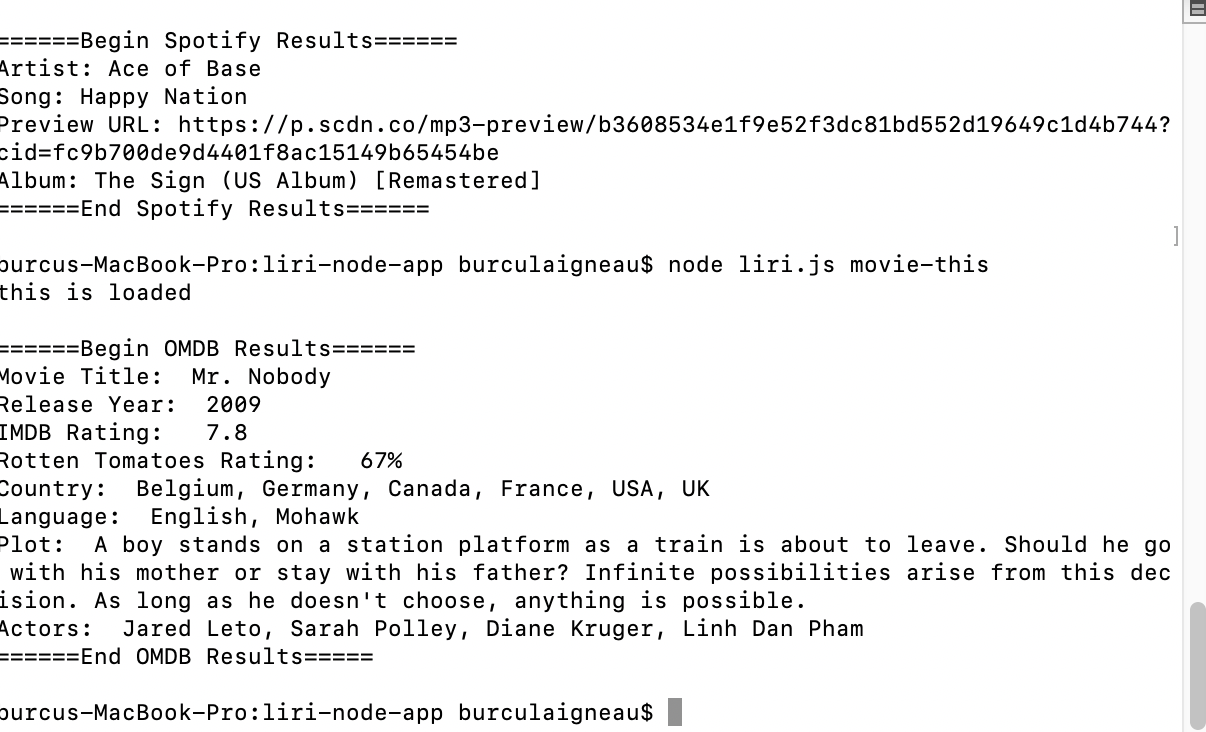 ======Begin Spotify Results======
Artist: Ace of Base
Song: Happy Nation
Preview URL: https://p.scdn.co/mp3-preview/b3608534e1f9e52f3dc81bd552d19649c1d4b744?
cid=fc9b700de9d4401f8ac15149b65454be
Album: The Sign (US Album) [Remastered]
======End Spotify Results======
]
burcus-MacBook-Pro:liri-node-app burculaigneau$ node liri.js movie-this
this is loaded
======Begin OMDB Results======
Movie Title:  Mr. Nobody
Release Year:  2009
IMDB Rating:   7.8
Rotten Tomatoes Rating:   67%
Country:  Belgium, Germany, Canada, France, USA, UK
Language:  English, Mohawk
Plot:  A boy stands on a station platform as a train is about to leave. Should he go
 with his mother or stay with his father? Infinite possibilities arise from this dec
ision. As long as he doesn't choose, anything is possible.
Actors:  Jared Leto, Sarah Polley, Diane Kruger, Linh Dan Pham
======End OMDB Results=====
burcus-MacBook-Pro:liri-node-app burculaigneau$